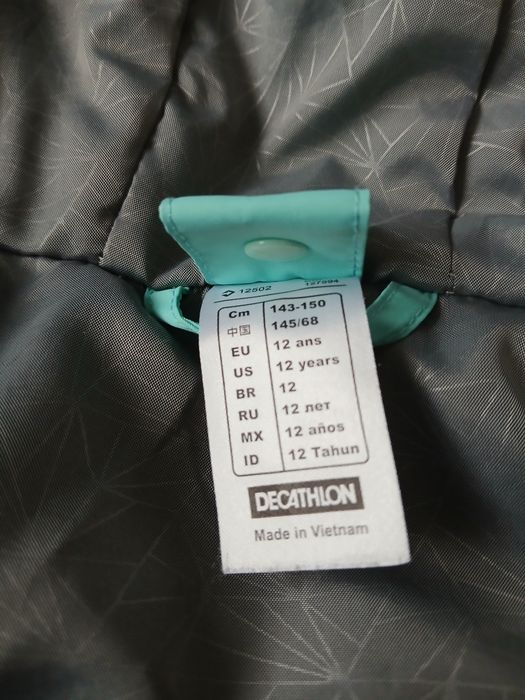 12502 127994
Cm 143-150
中国 145/68
EU 12 ans
US 12 years
BR 12
RU 12 лет
MX 12 años
ID 12 Tahun
DECATHLON
Made in Vietnam